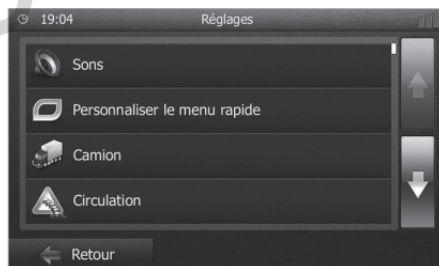 19:04 Réglages
Sons
Personnaliser le menu rapide
Camion
Circulation
Retour